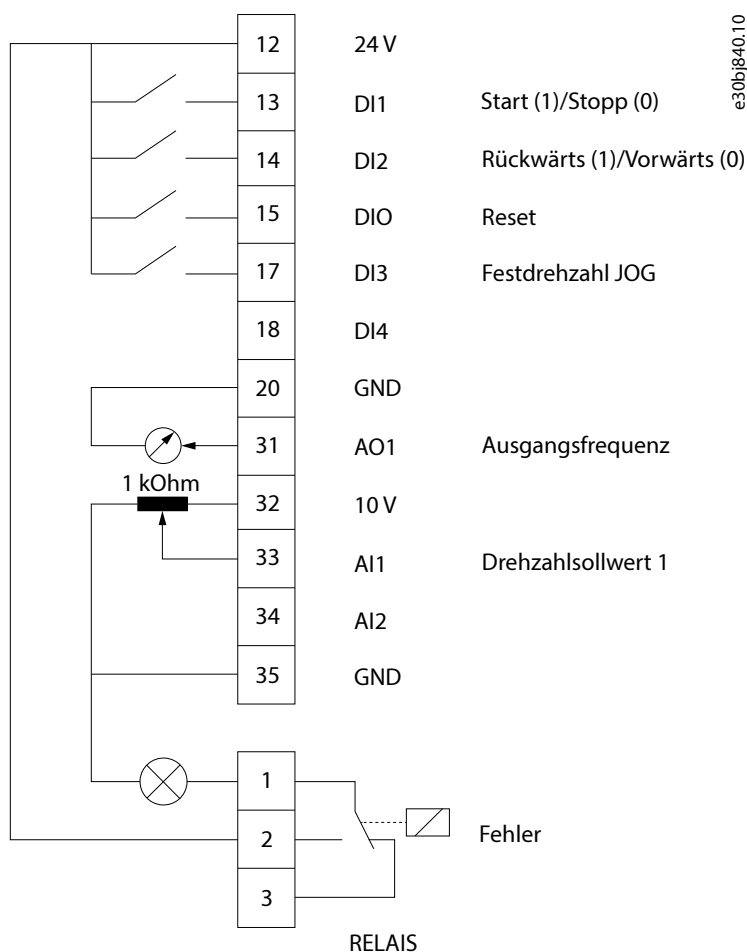 e30bj840.10
12 24 V
13 DI1 Start (1)/Stopp (0)
14 DI2 Rückwärts (1)/Vorwärts (0)
15 DIO Reset
17 DI3 Festdrehzahl JOG
18 DI4
20 GND
31 AO1 Ausgangsfrequenz
1 kOhm
32 10 V
33 AI1 Drehzahlsollwert 1
34 AI2
35 GND
1
2 Fehler
3
RELAIS